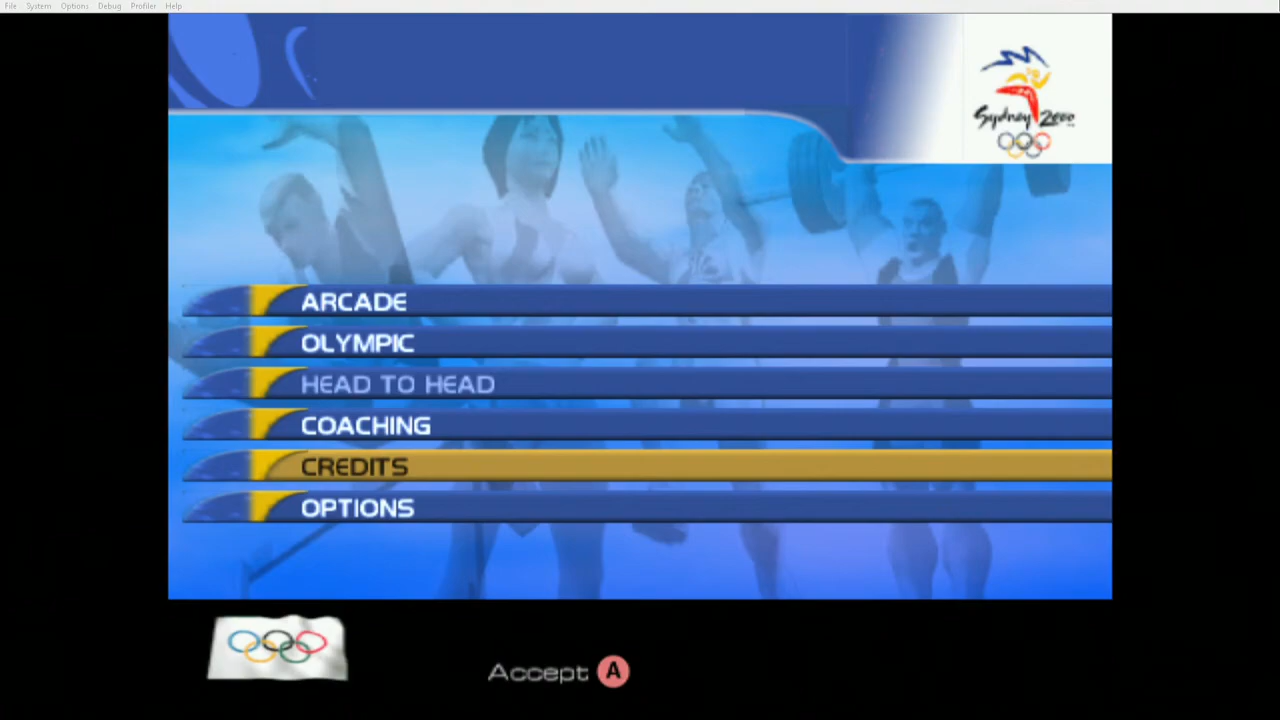 File System Options Debug Profiler Help
Sydney 2000
ARCADE
OLYMPIC
HEAD TO HEAD
COACHING
CREDITS
OPTIONS
Accept A